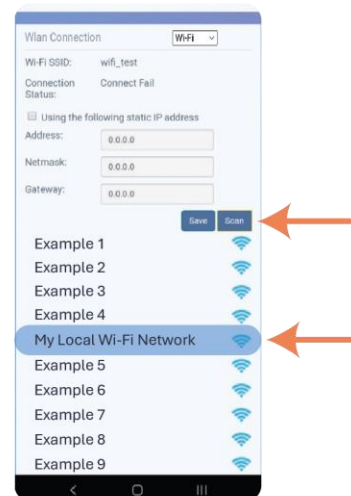 Wlan Connection Wi-Fi
Wi-Fi SSID: wifi_test
Connection Status: Connect Fail
Using the following static IP address
Address: 0.0.0.0
Netmask: 0.0.0.0
Gateway: 0.0.0.0
Save Scan
Example 1
Example 2
Example 3
Example 4
My Local Wi-Fi Network
Example 5
Example 6
Example 7
Example 8
Example 9